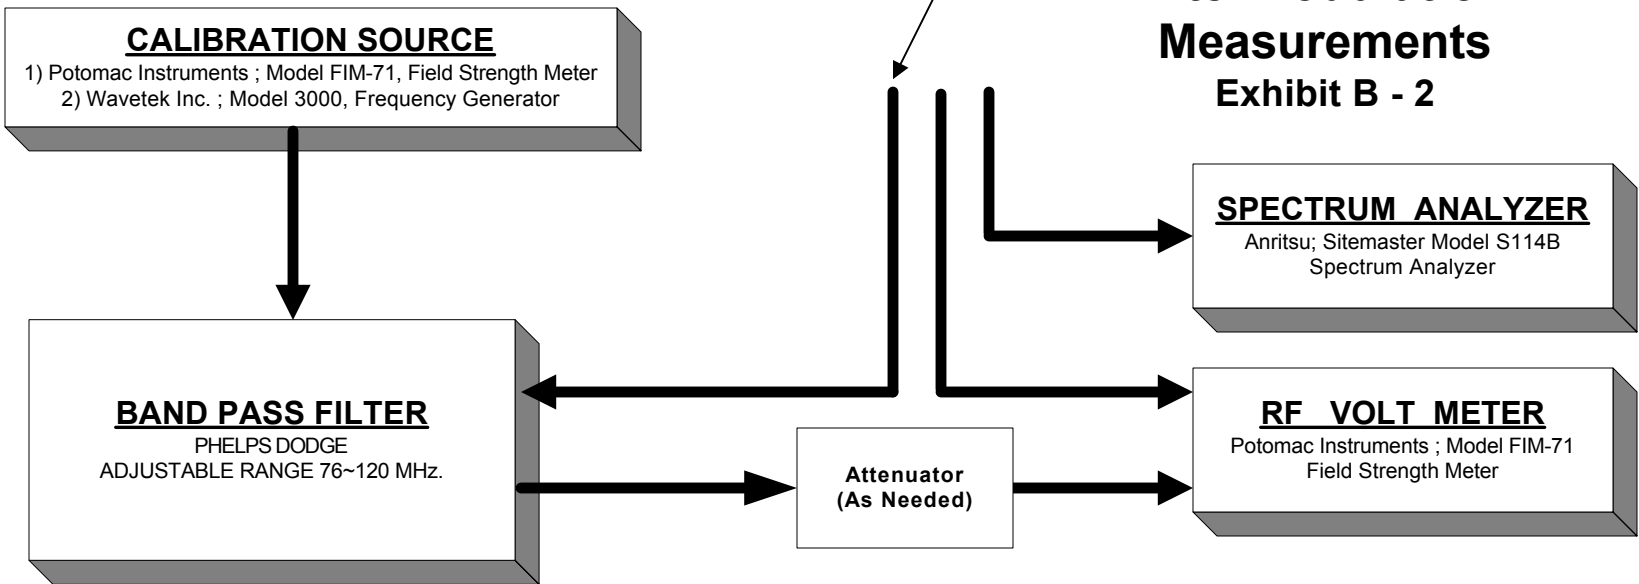 Measurements
Exhibit B - 2
CALIBRATION SOURCE
1) Potomac Instruments ; Model FIM-71, Field Strength Meter
2) Wavetek Inc. ; Model 3000, Frequency Generator
SPECTRUM ANALYZER
Anritsu; Sitemaster Model S114B
Spectrum Analyzer
BAND PASS FILTER
PHELPS DODGE
ADJUSTABLE RANGE 76~120 MHz.
Attenuator
(As Needed)
RF VOLT METER
Potomac Instruments ; Model FIM-71
Field Strength Meter